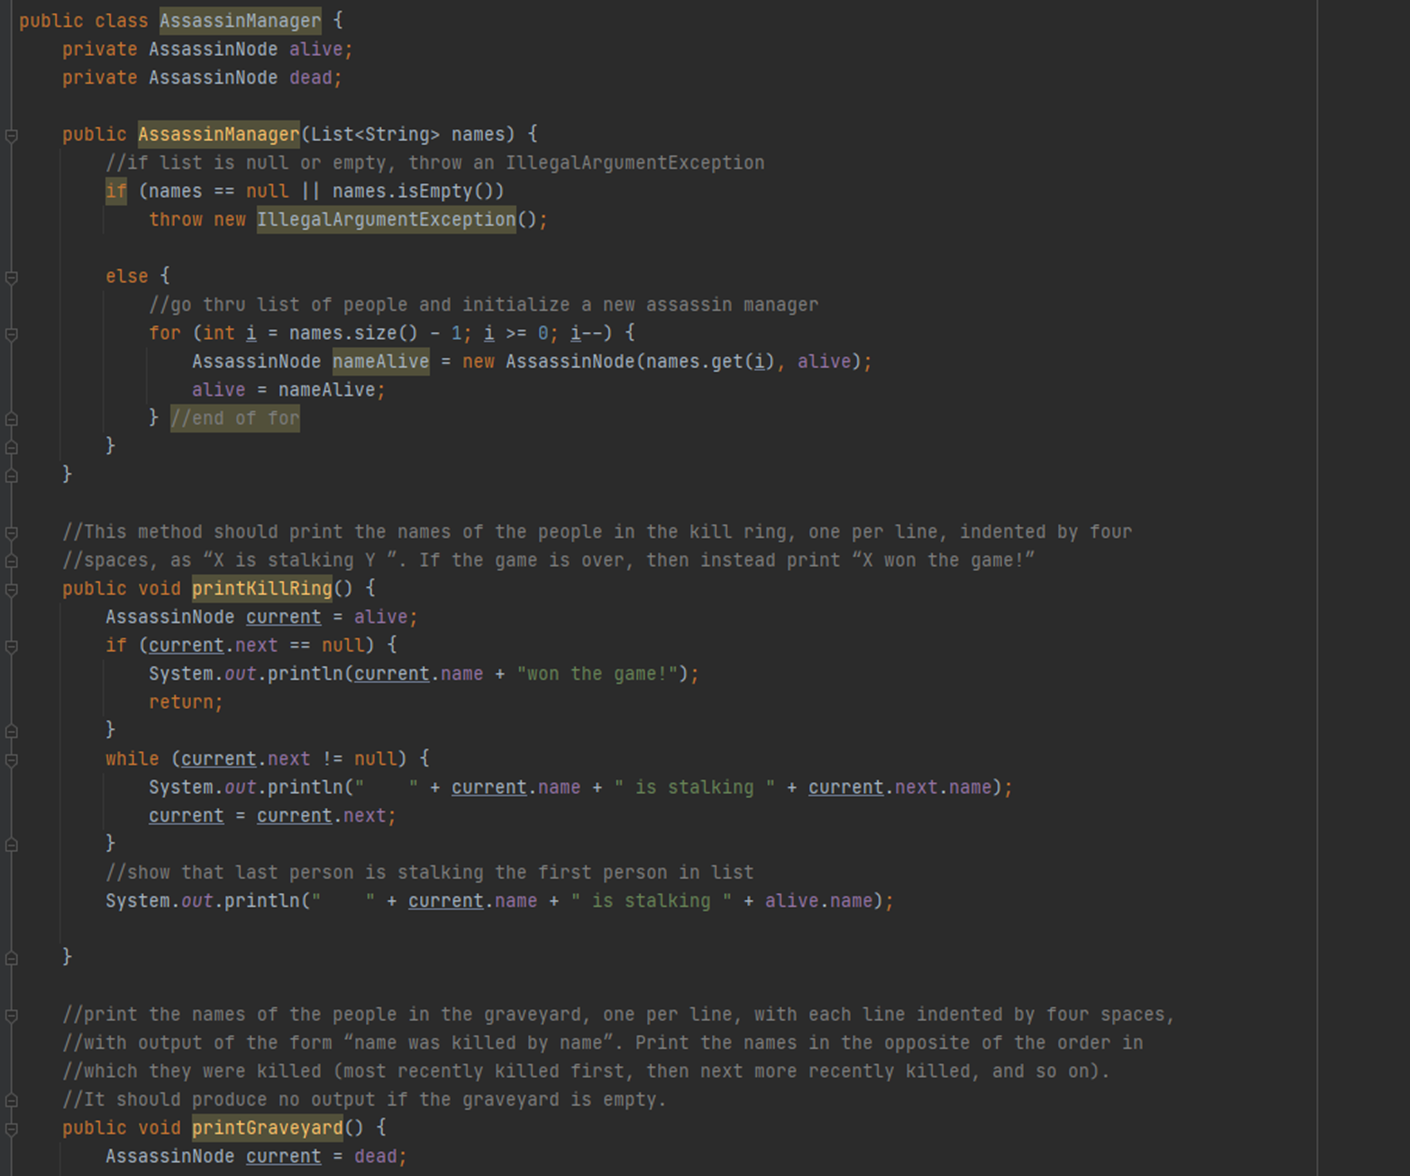 public class AssassinManager {
    private AssassinNode alive;
    private AssassinNode dead;

    public AssassinManager(List<String> names) {
        //if list is null or empty, throw an IllegalArgumentException
        if (names == null || names.isEmpty())
            throw new IllegalArgumentException();

        else {
            //go thru list of people and initialize a new assassin manager
            for (int i = names.size() - 1; i >= 0; i--) {
                AssassinNode nameAlive = new AssassinNode(names.get(i), alive);
                alive = nameAlive;
            } //end of for
        }
    }

    //This method should print the names of the people in the kill ring, one per line, indented by four
    //spaces, as “X is stalking Y ”. If the game is over, then instead print “X won the game!”
    public void printKillRing() {
        AssassinNode current = alive;
        if (current.next == null) {
            System.out.println(current.name + "won the game!");
            return;
        }
        while (current.next != null) {
            System.out.println("    " + current.name + " is stalking " + current.next.name);
            current = current.next;
        }
        //show that last person is stalking the first person in list
        System.out.println("    " + current.name + " is stalking " + alive.name);

    }

    //print the names of the people in the graveyard, one per line, with each line indented by four spaces,
    //with output of the form “name was killed by name”. Print the names in the opposite of the order in
    //which they were killed (most recently killed first, then next more recently killed, and so on).
    //It should produce no output if the graveyard is empty.
    public void printGraveyard() {
        AssassinNode current = dead;